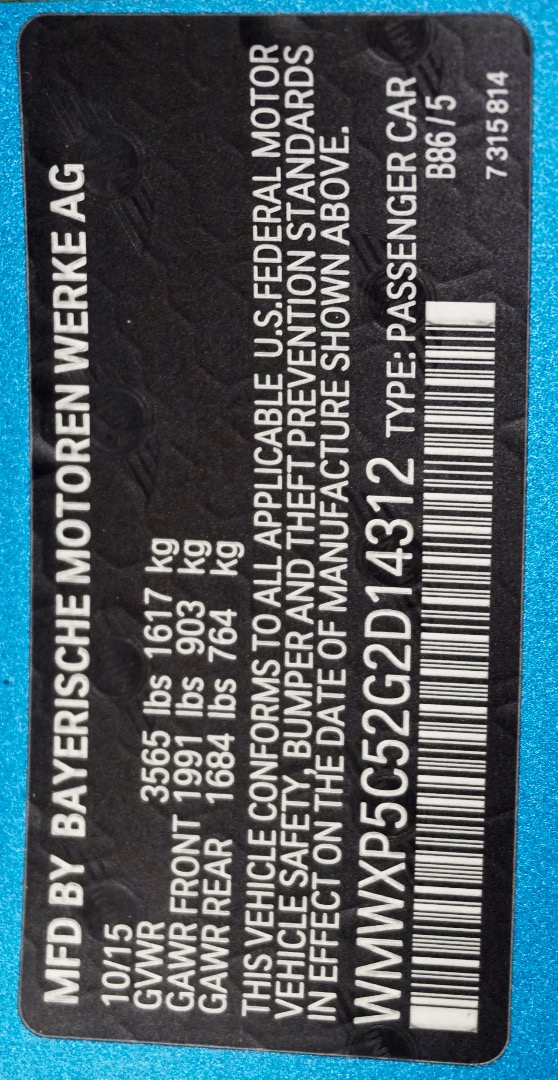 MFD BY BAYERISCHE MOTOREN WERKE AG
10/15
GVWR 3565 lbs 1617 kg
GAWR FRONT 1991 lbs 903 kg
GAWR REAR 1684 lbs 764 kg
THIS VEHICLE CONFORMS TO ALL APPLICABLE U.S.FEDERAL MOTOR
VEHICLE SAFETY, BUMPER AND THEFT PREVENTION STANDARDS
IN EFFECT ON THE DATE OF MANUFACTURE SHOWN ABOVE.
WMWXP5C52G2D14312 TYPE: PASSENGER CAR
B86 / 5
7 315 814